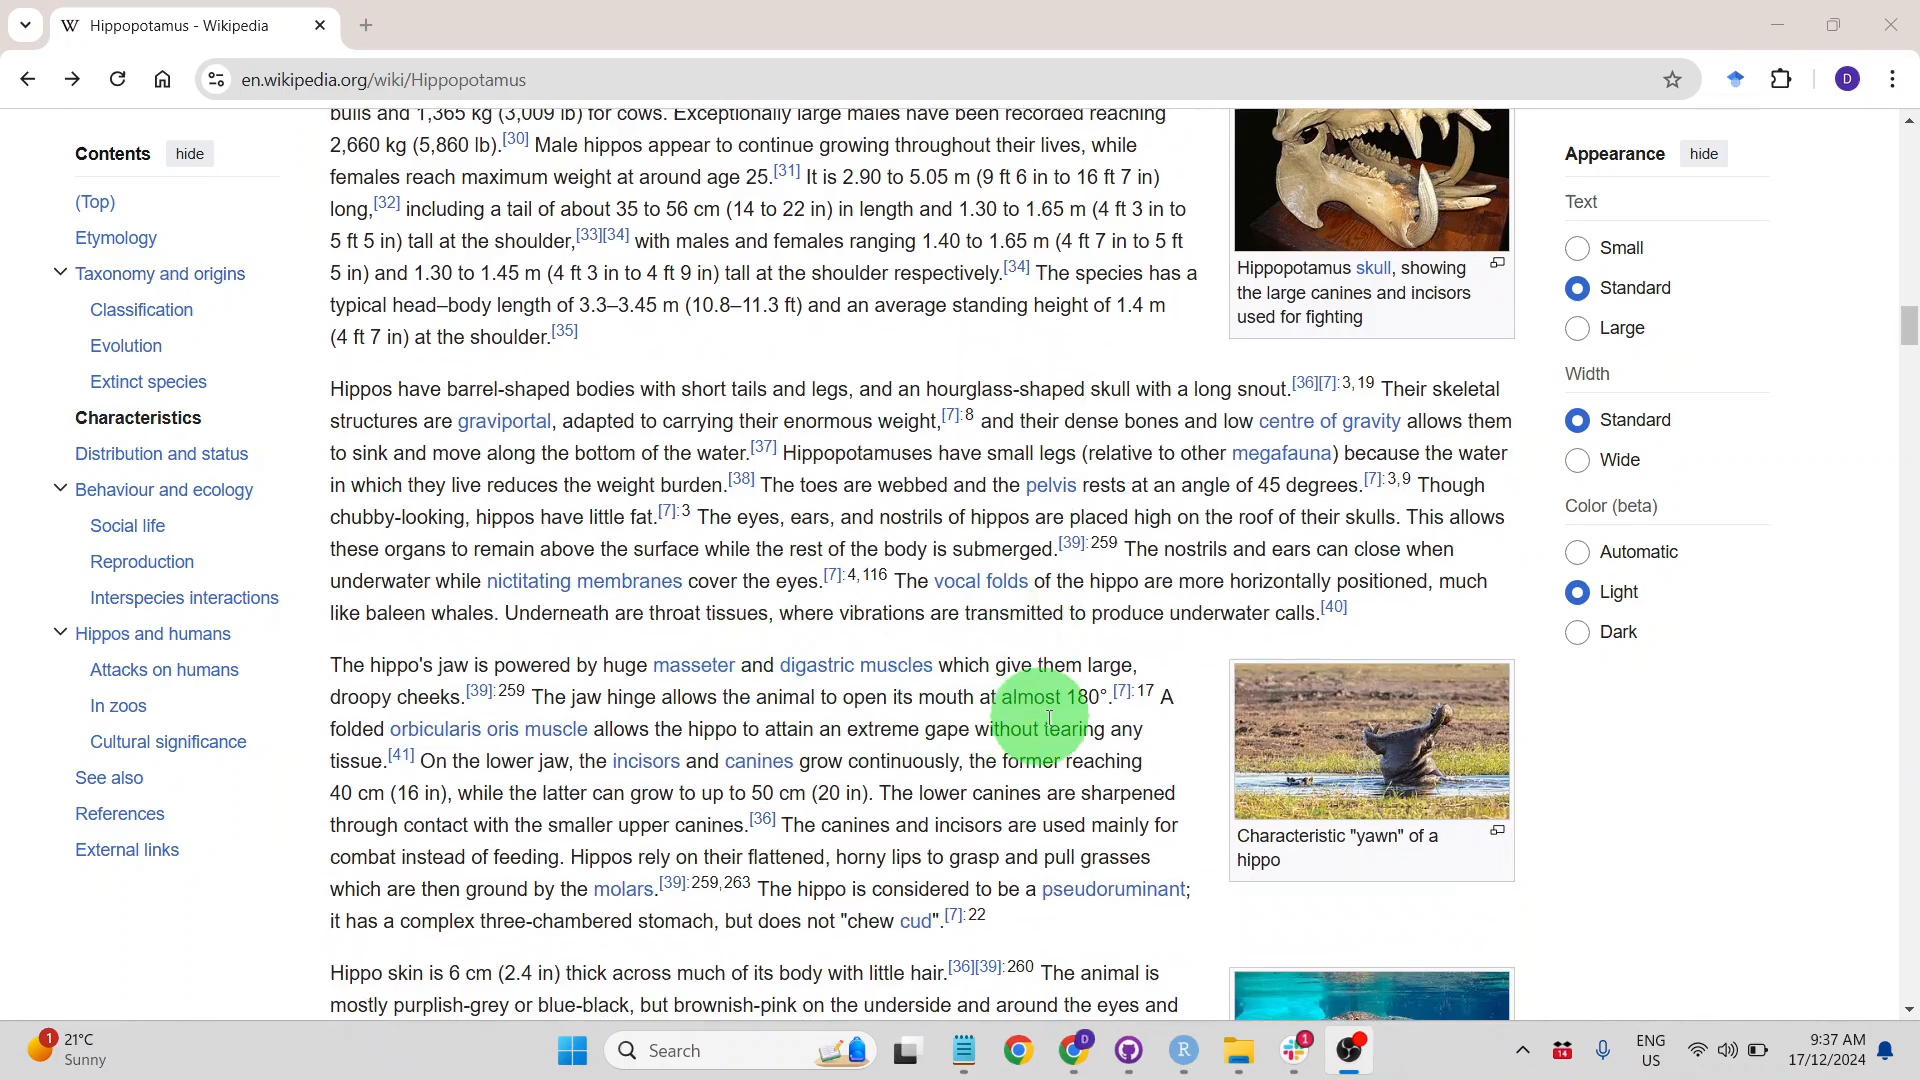 Hippopotamus - Wikipedia
en.wikipedia.org/wiki/Hippopotamus
Contents
hide
(Top)
Etymology
Taxonomy and origins
Classification
Evolution
Extinct species
Characteristics
Distribution and status
Behaviour and ecology
Social life
Reproduction
Interspecies interactions
Hippos and humans
Attacks on humans
In zoos
Cultural significance
See also
References
External links
bulls and 1,365 kg (3,009 lb) for cows. Exceptionally large males have been recorded reaching
2,660 kg (5,860 lb).[30] Male hippos appear to continue growing throughout their lives, while
females reach maximum weight at around age 25.[31] It is 2.90 to 5.05 m (9 ft 6 in to 16 ft 7 in)
long,[32] including a tail of about 35 to 56 cm (14 to 22 in) in length and 1.30 to 1.65 m (4 ft 3 in to
5 ft 5 in) tall at the shoulder,[33][34] with males and females ranging 1.40 to 1.65 m (4 ft 7 in to 5 ft
5 in) and 1.30 to 1.45 m (4 ft 3 in to 4 ft 9 in) tall at the shoulder respectively.[34] The species has a
typical head–body length of 3.3–3.45 m (10.8–11.3 ft) and an average standing height of 1.4 m
(4 ft 7 in) at the shoulder.[35]
Hippopotamus skull, showing
the large canines and incisors
used for fighting
Hippos have barrel-shaped bodies with short tails and legs, and an hourglass-shaped skull with a long snout.[36][7]:3,19 Their skeletal
structures are graviportal, adapted to carrying their enormous weight,[7]:8 and their dense bones and low centre of gravity allows them
to sink and move along the bottom of the water.[37] Hippopotamuses have small legs (relative to other megafauna) because the water
in which they live reduces the weight burden.[38] The toes are webbed and the pelvis rests at an angle of 45 degrees.[7]:3,9 Though
chubby-looking, hippos have little fat.[7]:3 The eyes, ears, and nostrils of hippos are placed high on the roof of their skulls. This allows
these organs to remain above the surface while the rest of the body is submerged.[39]:259 The nostrils and ears can close when
underwater while nictitating membranes cover the eyes.[7]:4,116 The vocal folds of the hippo are more horizontally positioned, much
like baleen whales. Underneath are throat tissues, where vibrations are transmitted to produce underwater calls.[40]
The hippo's jaw is powered by huge masseter and digastric muscles which give them large,
droopy cheeks.[39]:259 The jaw hinge allows the animal to open its mouth at almost 180°.[7]:17 A
folded orbicularis oris muscle allows the hippo to attain an extreme gape without tearing any
tissue.[41] On the lower jaw, the incisors and canines grow continuously, the former reaching
40 cm (16 in), while the latter can grow to up to 50 cm (20 in). The lower canines are sharpened
through contact with the smaller upper canines.[36] The canines and incisors are used mainly for
combat instead of feeding. Hippos rely on their flattened, horny lips to grasp and pull grasses
which are then ground by the molars.[39]:259,263 The hippo is considered to be a pseudoruminant;
it has a complex three-chambered stomach, but does not "chew cud".[7]:22
Characteristic "yawn" of a
hippo
Hippo skin is 6 cm (2.4 in) thick across much of its body with little hair.[36][39]:260 The animal is
mostly purplish-grey or blue-black, but brownish-pink on the underside and around the eyes and
Appearance
hide
Text
Small
Standard
Large
Width
Standard
Wide
Color (beta)
Automatic
Light
Dark
D
1
21°C
Sunny
Search
D
R
1
14
ENG
US
9:37 AM
17/12/2024